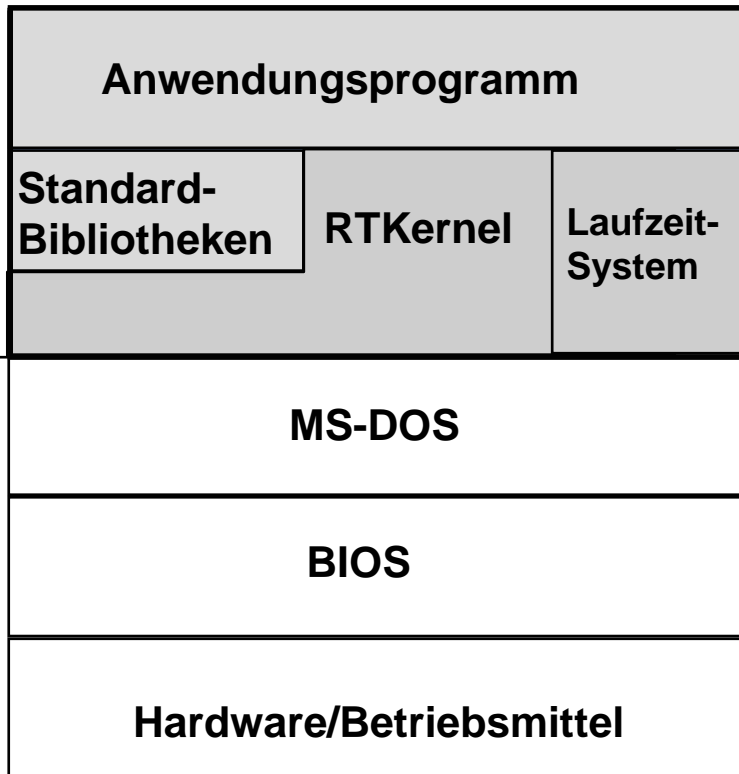 Anwendungsprogramm
Standard-
Bibliotheken
RTKernel
Laufzeit-
System
MS-DOS
BIOS
Hardware/Betriebsmittel